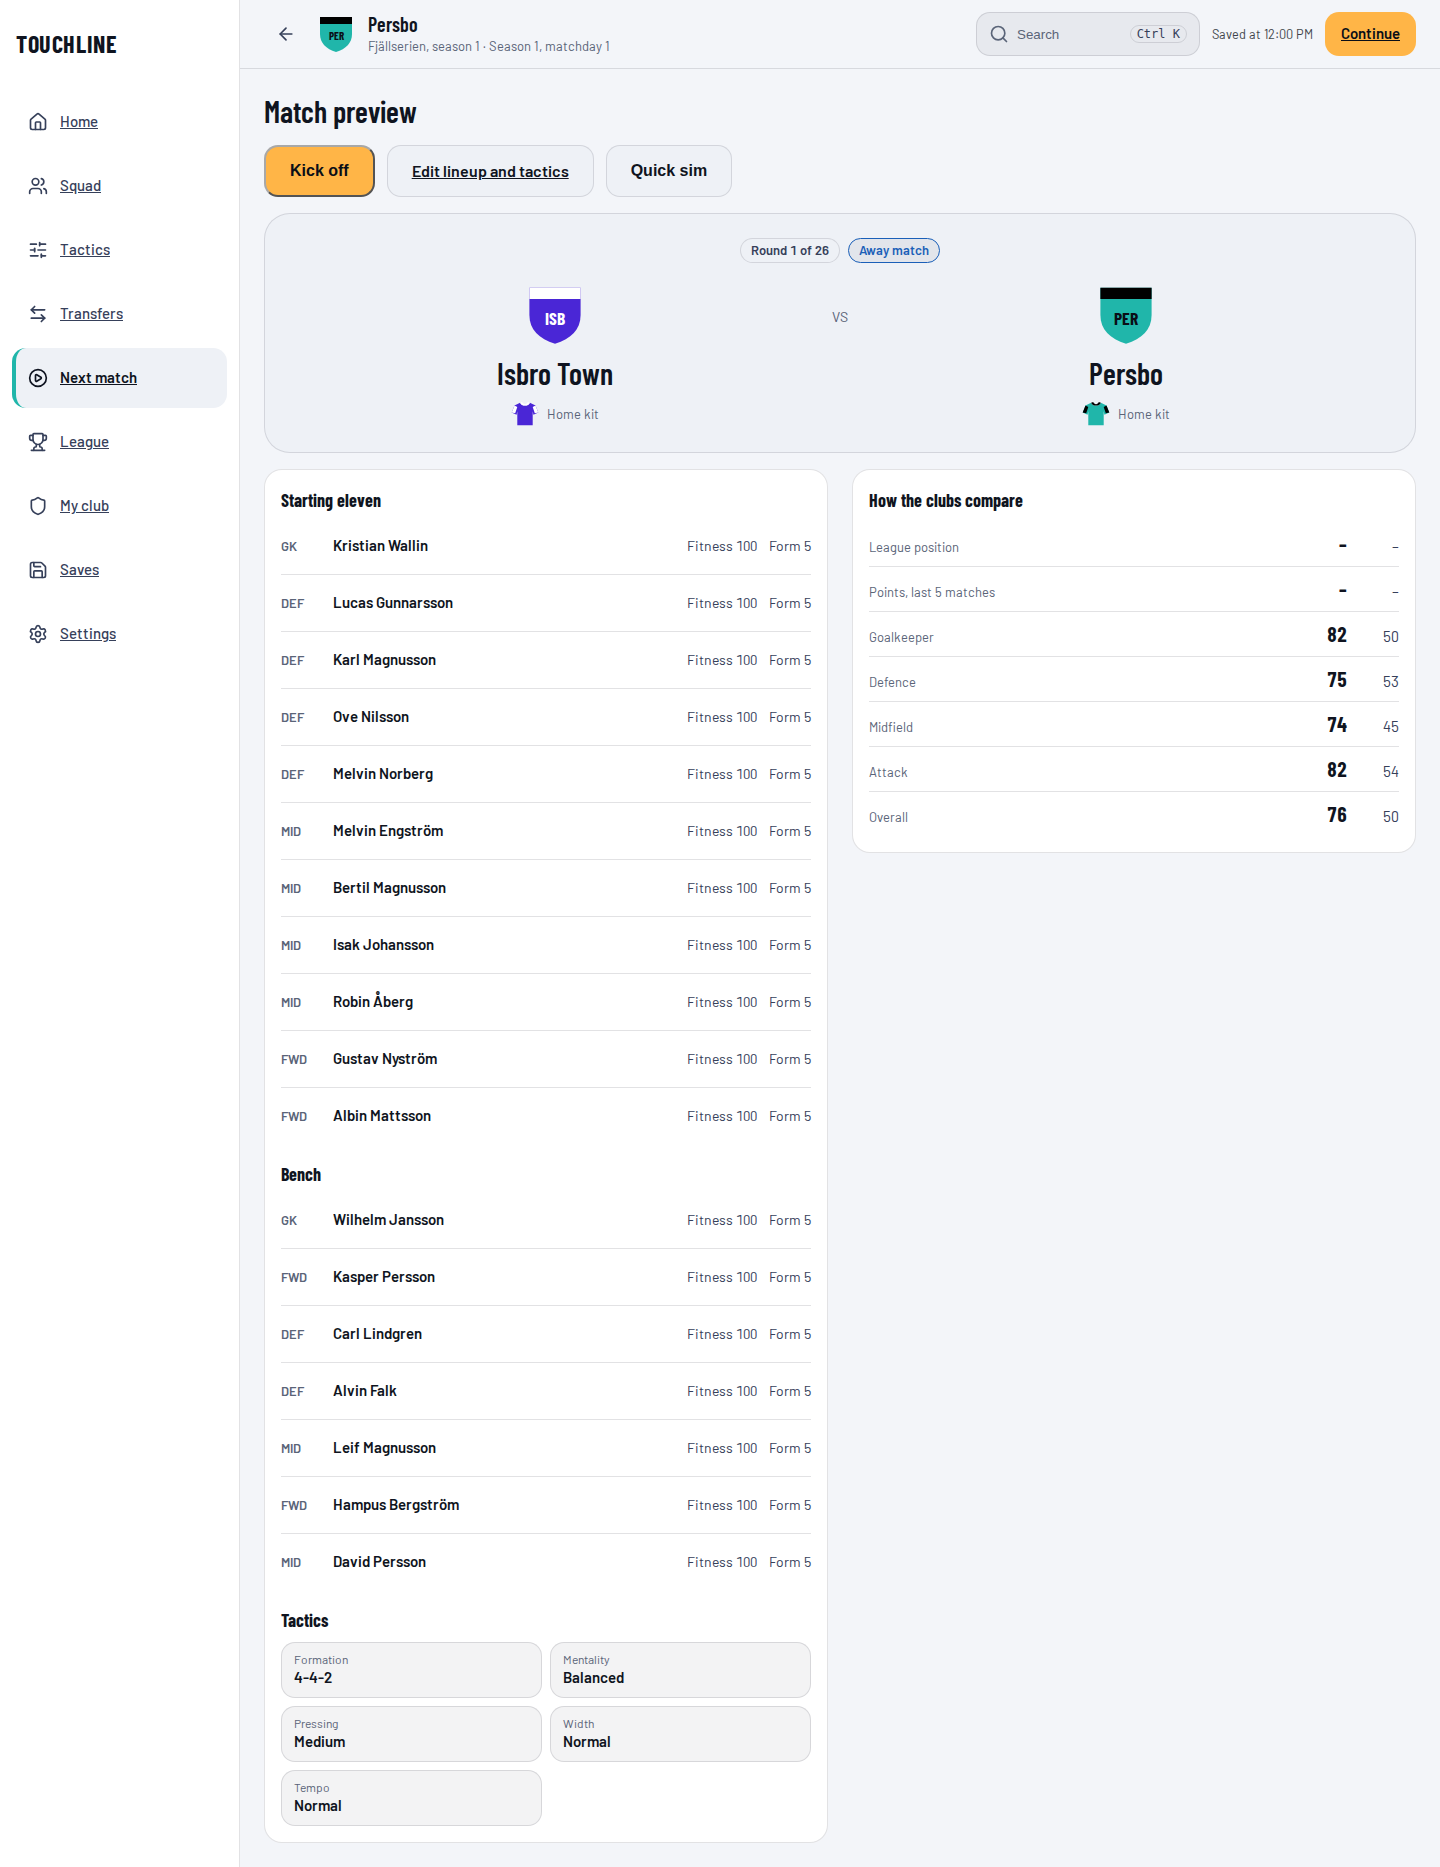 TOUCHLINE
Home
Squad
Tactics
Transfers
Next match
League
My club
Saves
Settings
PER
Persbo
Fjällserien, season 1 · Season 1, matchday 1
Search
Ctrl K
Saved at 12:00 PM
Continue
Match preview
Kick off
Edit lineup and tactics
Quick sim
Round 1 of 26
Away match
ISB
Isbro Town
Home kit
VS
PER
Persbo
Home kit
Starting eleven
GK Kristian Wallin Fitness 100 Form 5
DEF Lucas Gunnarsson Fitness 100 Form 5
DEF Karl Magnusson Fitness 100 Form 5
DEF Ove Nilsson Fitness 100 Form 5
DEF Melvin Norberg Fitness 100 Form 5
MID Melvin Engström Fitness 100 Form 5
MID Bertil Magnusson Fitness 100 Form 5
MID Isak Johansson Fitness 100 Form 5
MID Robin Åberg Fitness 100 Form 5
FWD Gustav Nyström Fitness 100 Form 5
FWD Albin Mattsson Fitness 100 Form 5
Bench
GK Wilhelm Jansson Fitness 100 Form 5
FWD Kasper Persson Fitness 100 Form 5
DEF Carl Lindgren Fitness 100 Form 5
DEF Alvin Falk Fitness 100 Form 5
MID Leif Magnusson Fitness 100 Form 5
FWD Hampus Bergström Fitness 100 Form 5
MID David Persson Fitness 100 Form 5
Tactics
Formation
4-4-2
Mentality
Balanced
Pressing
Medium
Width
Normal
Tempo
Normal
How the clubs compare
League position – –
Points, last 5 matches – –
Goalkeeper 82 50
Defence 75 53
Midfield 74 45
Attack 82 54
Overall 76 50